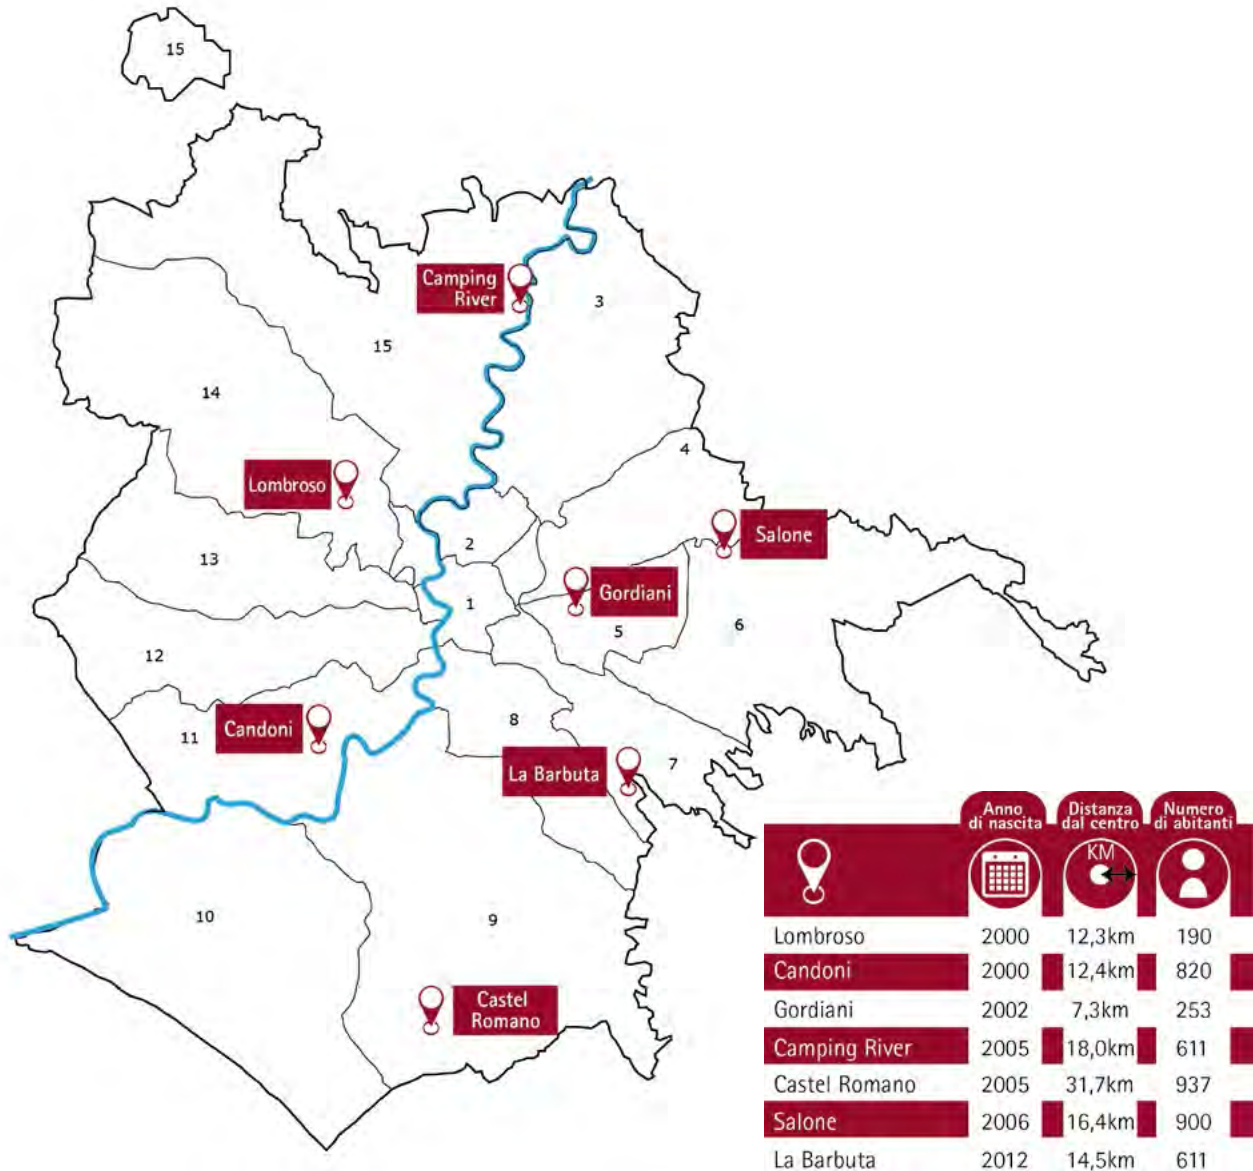 15
Camping
River
3
15
14
4
Lombroso
Salone
2
13
Gordiani
1
5
6
12
Candoni
11
8
La Barbuta
7
10
9
Castel
Romano
Anno
di nascita
Distanza
dal centro
Numero
di abitanti
KM
Lombroso 2000 12,3km 190
Candoni 2000 12,4km 820
Gordiani 2002 7,3km 253
Camping River 2005 18,0km 611
Castel Romano 2005 31,7km 937
Salone 2006 16,4km 900
La Barbuta 2012 14,5km 611